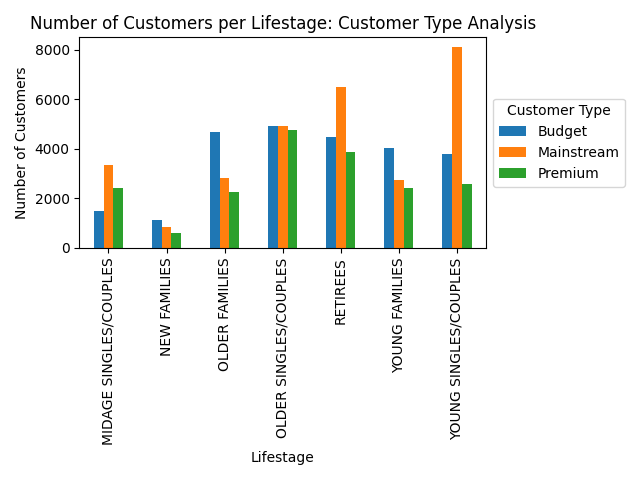 Number of Customers per Lifestage: Customer Type Analysis
Number of Customers
8000
6000
4000
2000
0
MIDAGE SINGLES/COUPLES
NEW FAMILIES
OLDER FAMILIES
OLDER SINGLES/COUPLES
RETIREES
YOUNG FAMILIES
YOUNG SINGLES/COUPLES
Lifestage
Customer Type
Budget
Mainstream
Premium